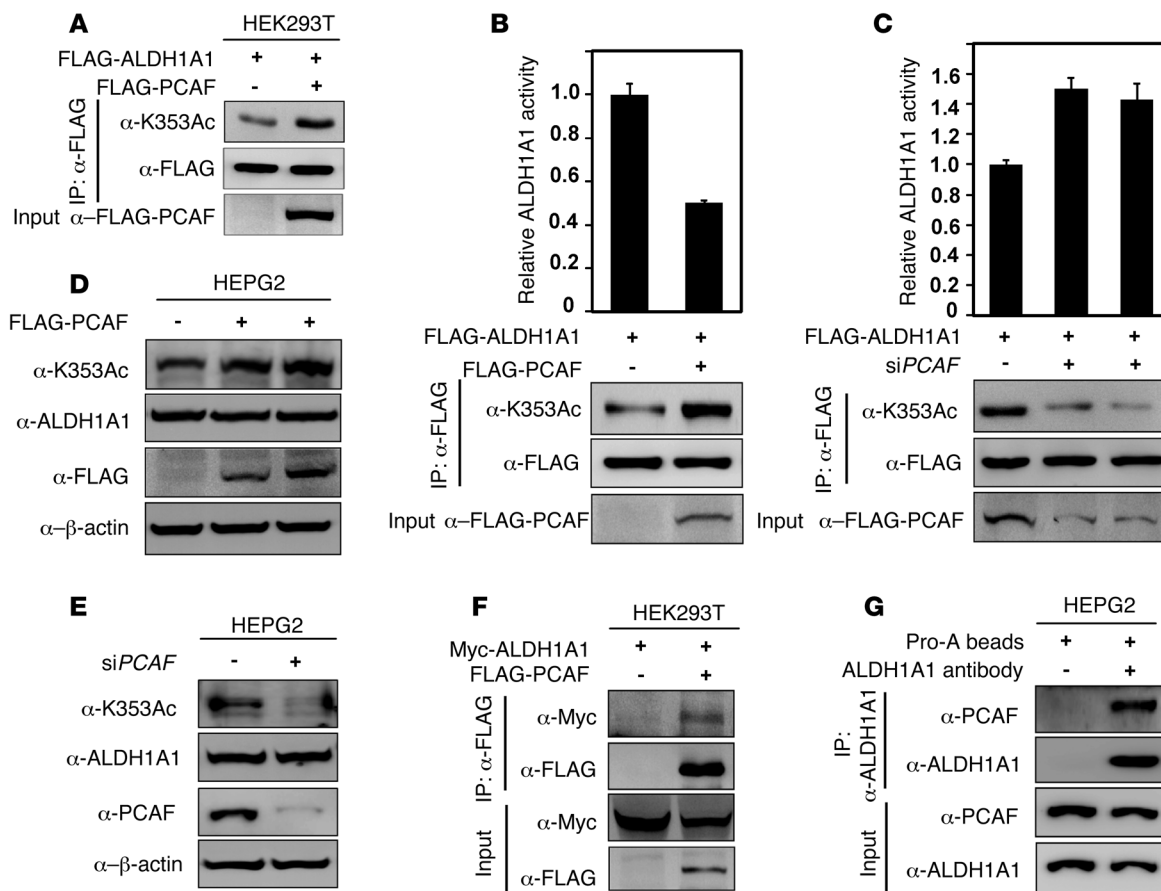 A
HEK293T
FLAG-ALDH1A1 + +
FLAG-PCAF - +
IP: α-FLAG
α-K353Ac
α-FLAG
Input α–FLAG-PCAF
B
Relative ALDH1A1 activity
1.0
0.8
0.6
0.4
0.2
0
FLAG-ALDH1A1 + +
FLAG-PCAF - +
IP: α-FLAG
α-K353Ac
α-FLAG
Input α–FLAG-PCAF
C
Relative ALDH1A1 activity
1.6
1.4
1.2
1.0
0.8
0.6
0.4
0.2
0
FLAG-ALDH1A1 + + +
siPCAF - + +
IP: α-FLAG
α-K353Ac
α-FLAG
Input α–FLAG-PCAF
D
HEPG2
FLAG-PCAF - + +
α-K353Ac
α-ALDH1A1
α-FLAG
α–β-actin
E
HEPG2
siPCAF - +
α-K353Ac
α-ALDH1A1
α-PCAF
α–β-actin
F
HEK293T
Myc-ALDH1A1 + +
FLAG-PCAF - +
IP: α-FLAG
α-Myc
α-FLAG
Input
α-Myc
α-FLAG
G
HEPG2
Pro-A beads + +
ALDH1A1 antibody - +
IP:
α-ALDH1A1
α-PCAF
α-ALDH1A1
Input
α-PCAF
α-ALDH1A1